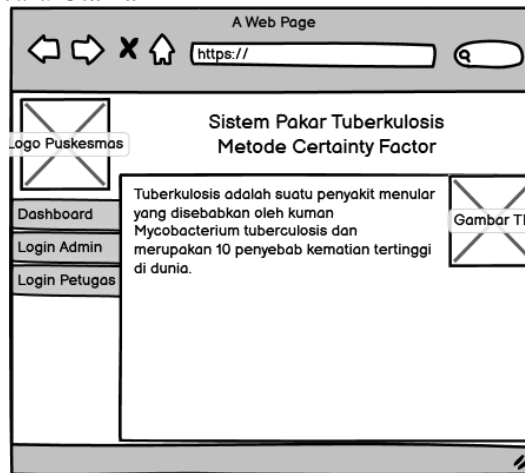 A Web Page
https://
Logo Puskesmas
Sistem Pakar Tuberkulosis
Metode Certainty Factor
Dashboard
Login Admin
Login Petugas
Tuberkulosis adalah suatu penyakit menular
yang disebabkan oleh kuman
Mycobacterium tuberculosis dan
merupakan 10 penyebab kematian tertinggi
di dunia.
Gambar